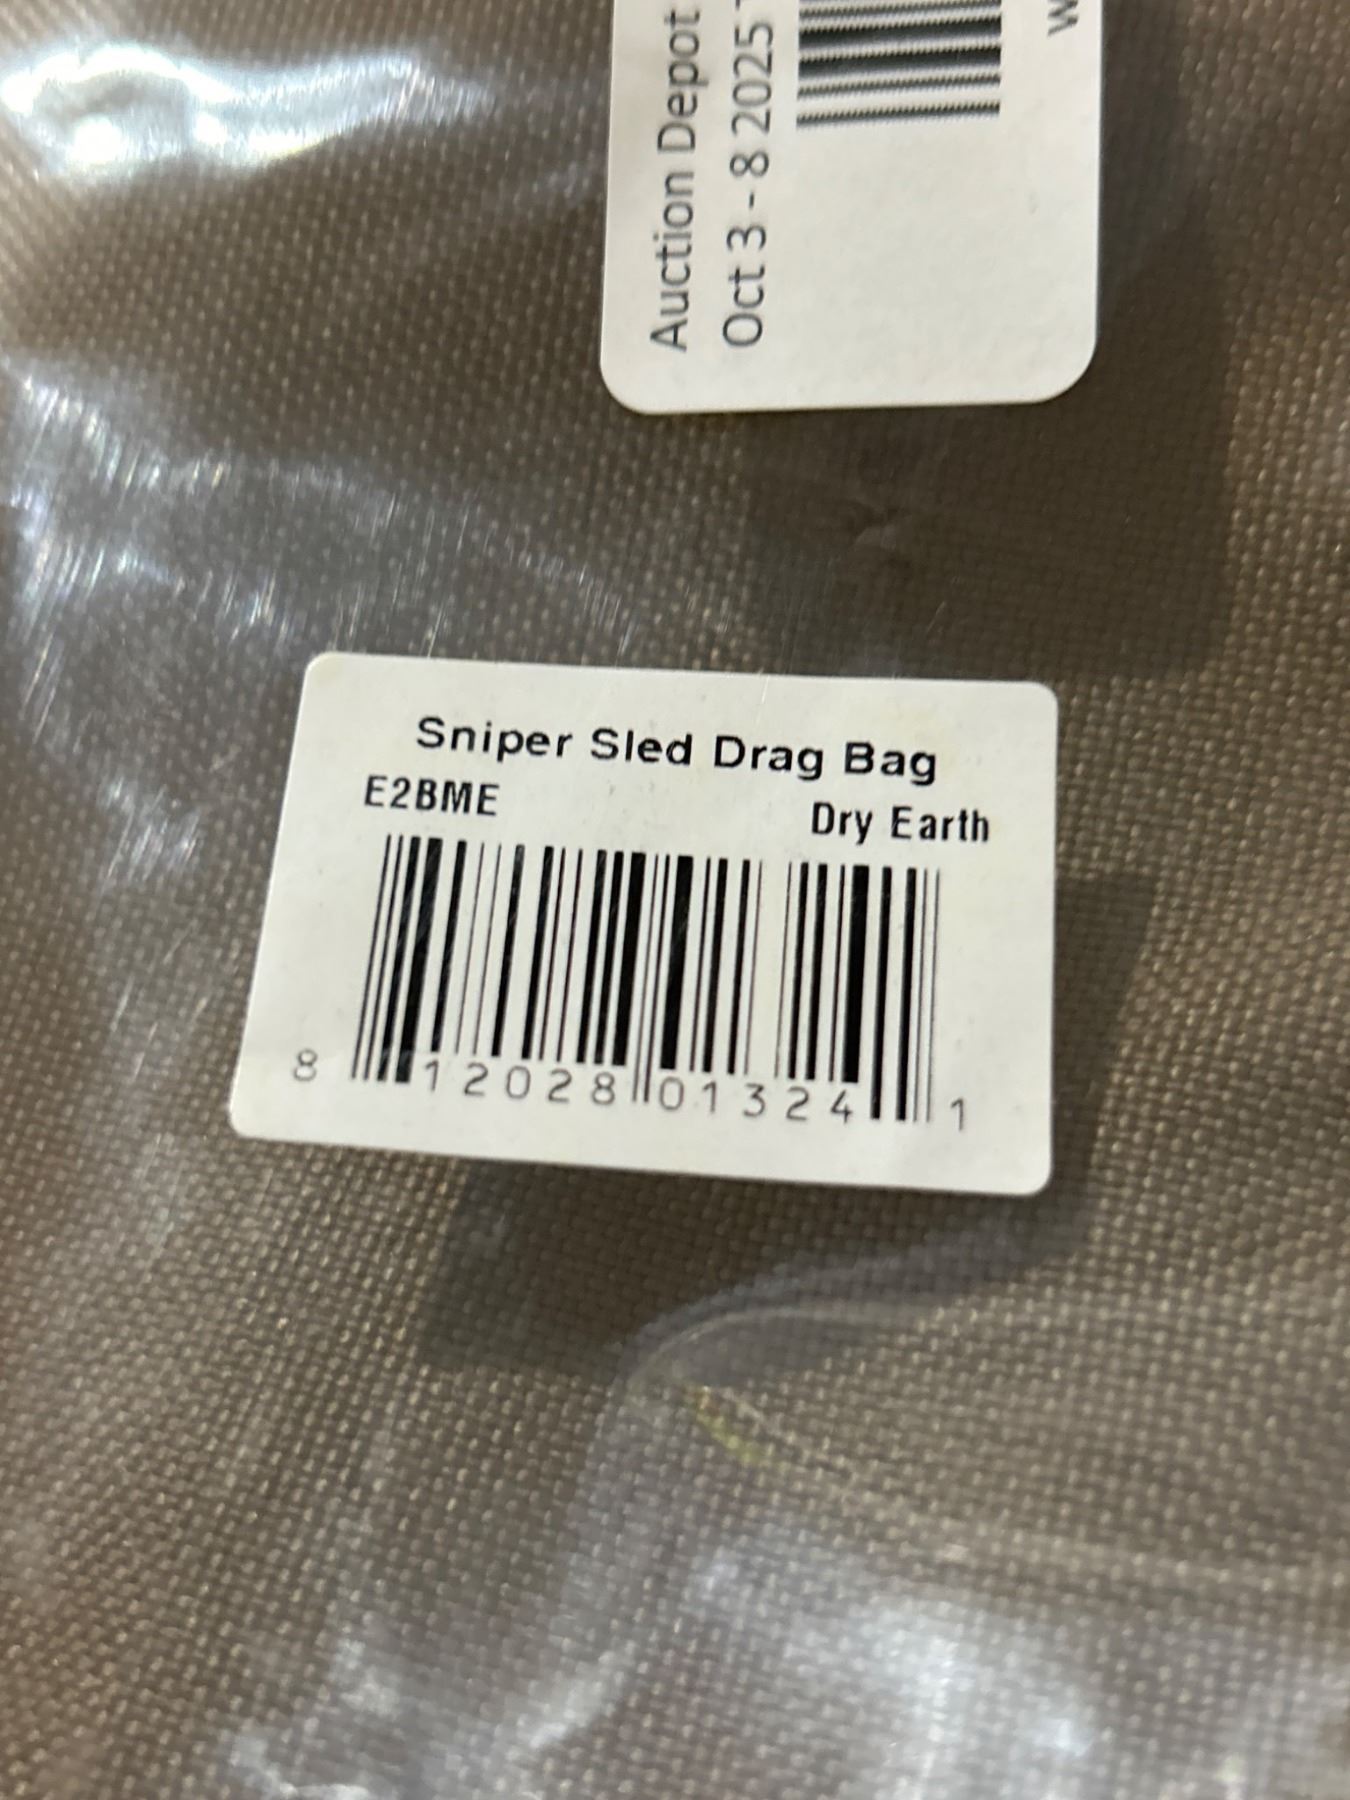 Auction Depot
Oct 3 - 8 2025
Sniper Sled Drag Bag
E2BME Dry Earth
8 12028 01324 1